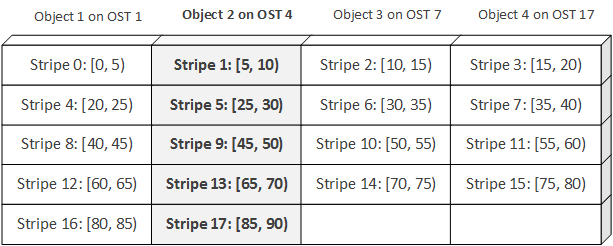 Object 1 on OST 1 Object 2 on OST 4 Object 3 on OST 7 Object 4 on OST 17
Stripe 0: [0, 5) Stripe 1: [5, 10) Stripe 2: [10, 15) Stripe 3: [15, 20)
Stripe 4: [20, 25) Stripe 5: [25, 30) Stripe 6: [30, 35) Stripe 7: [35, 40)
Stripe 8: [40, 45) Stripe 9: [45, 50) Stripe 10: [50, 55) Stripe 11: [55, 60)
Stripe 12: [60, 65) Stripe 13: [65, 70) Stripe 14: [70, 75) Stripe 15: [75, 80)
Stripe 16: [80, 85) Stripe 17: [85, 90)